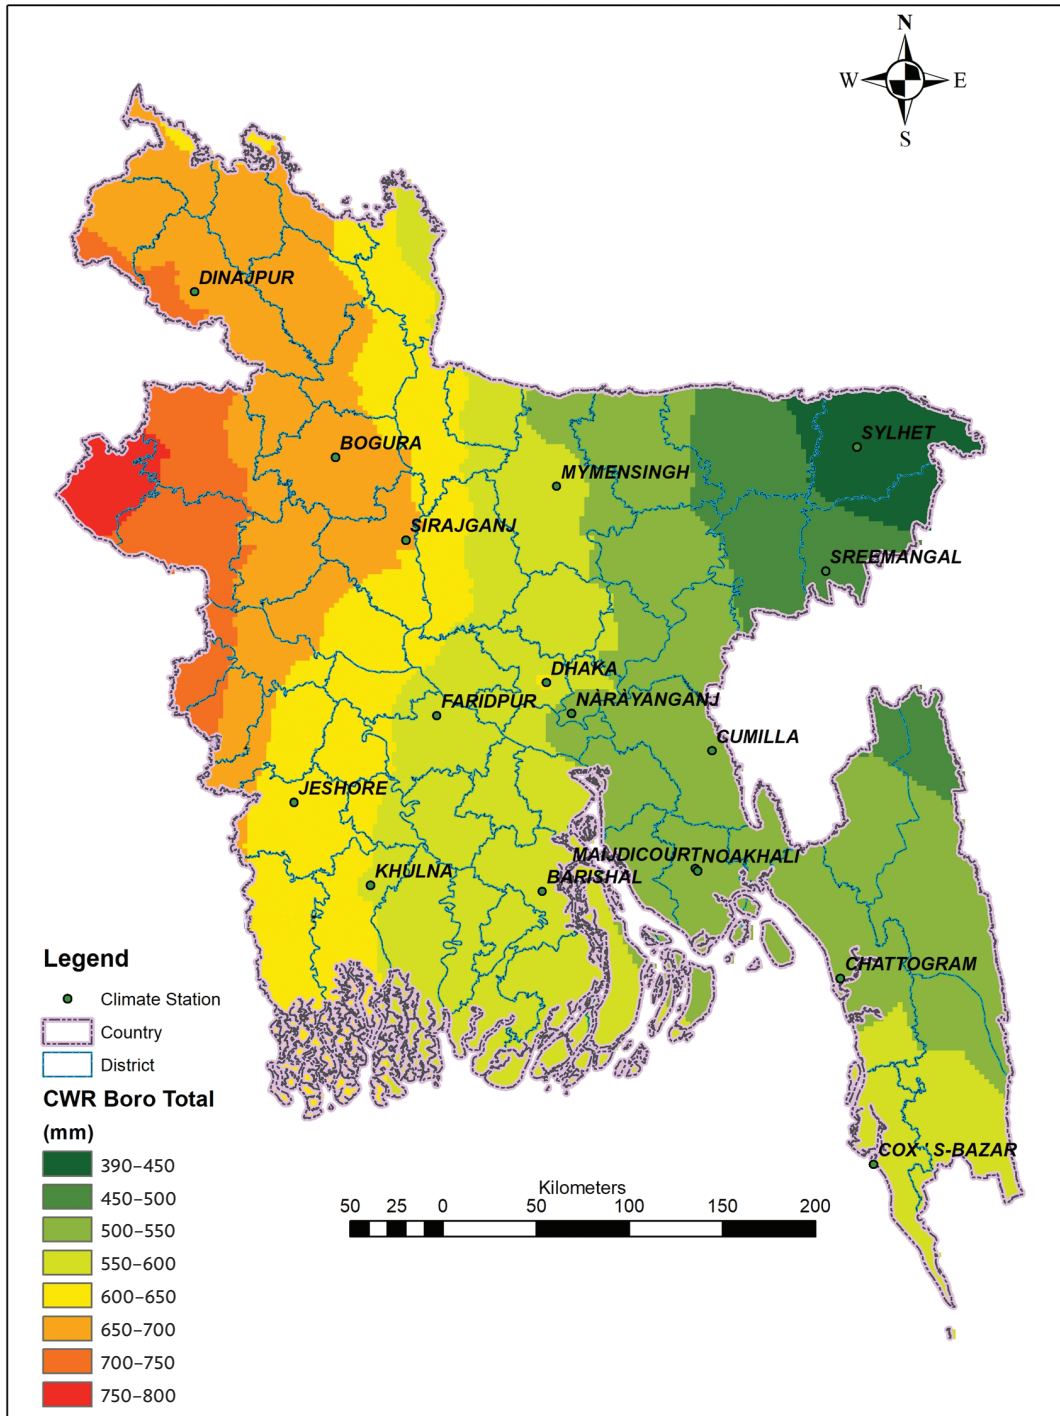 N
W E
S
DINAJPUR
BOGURA
SYLHET
MYMENSINGH
SIRAJGANJ
SREEMANGAL
DHAKA
FARIDPUR
NARAYANGANJ
CUMILLA
JESHORE
MAIJDICOURT NOAKHALI
KHULNA
BARISHAL
CHATTOGRAM
COX ' S-BAZAR
Legend
Climate Station
Country
District
CWR Boro Total
(mm)
390–450
450–500
500–550
550–600
600–650
650–700
700–750
750–800
Kilometers
50 25 0 50 100 150 200